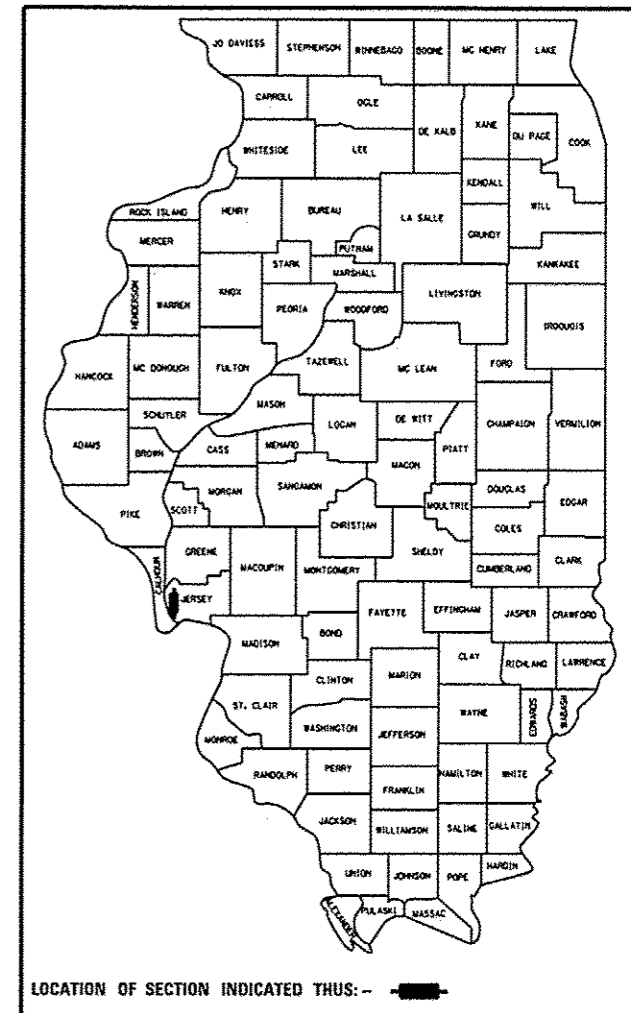 JO DAVIESS STEPHENSON WINNEBAGO BOONE MC HENRY LAKE
CARROLL OGLE DE KALB KANE DU PAGE COOK
WHITESIDE LEE KENDALL WILL
ROCK ISLAND HENRY BUREAU LA SALLE GRUNDY
MERCER PUTNAM KANKAKEE
STARK MARSHALL
HENDERSON WARREN KNOX PEORIA WOODFORD LIVINGSTON IROQUOIS
HANCOCK MC DONOUGH FULTON TAZEWELL MC LEAN FORD
SCHUYLER MASON LOGAN DE WITT CHAMPAIGN VERMILION
ADAMS BROWN CASS MENARD MACON PIATT
PIKE SCOTT MORGAN SANGAMON CHRISTIAN MOULTRIE DOUGLAS EDGAR
COLES
CALHOUN GREENE MACOUPIN MONTGOMERY SHELBY CUMBERLAND CLARK
JERSEY FAYETTE EFFINGHAM JASPER CRAWFORD
MADISON BOND CLAY RICHLAND LAWRENCE
CLINTON MARION
ST. CLAIR WASHINGTON JEFFERSON WAYNE EDWARDS WABASH
MONROE
RANDOLPH PERRY HAMILTON WHITE
FRANKLIN
JACKSON WILLIAMSON SALINE GALLATIN
UNION JOHNSON POPE HARDIN
ALEXANDER PULASKI MASSAC
LOCATION OF SECTION INDICATED THUS: -